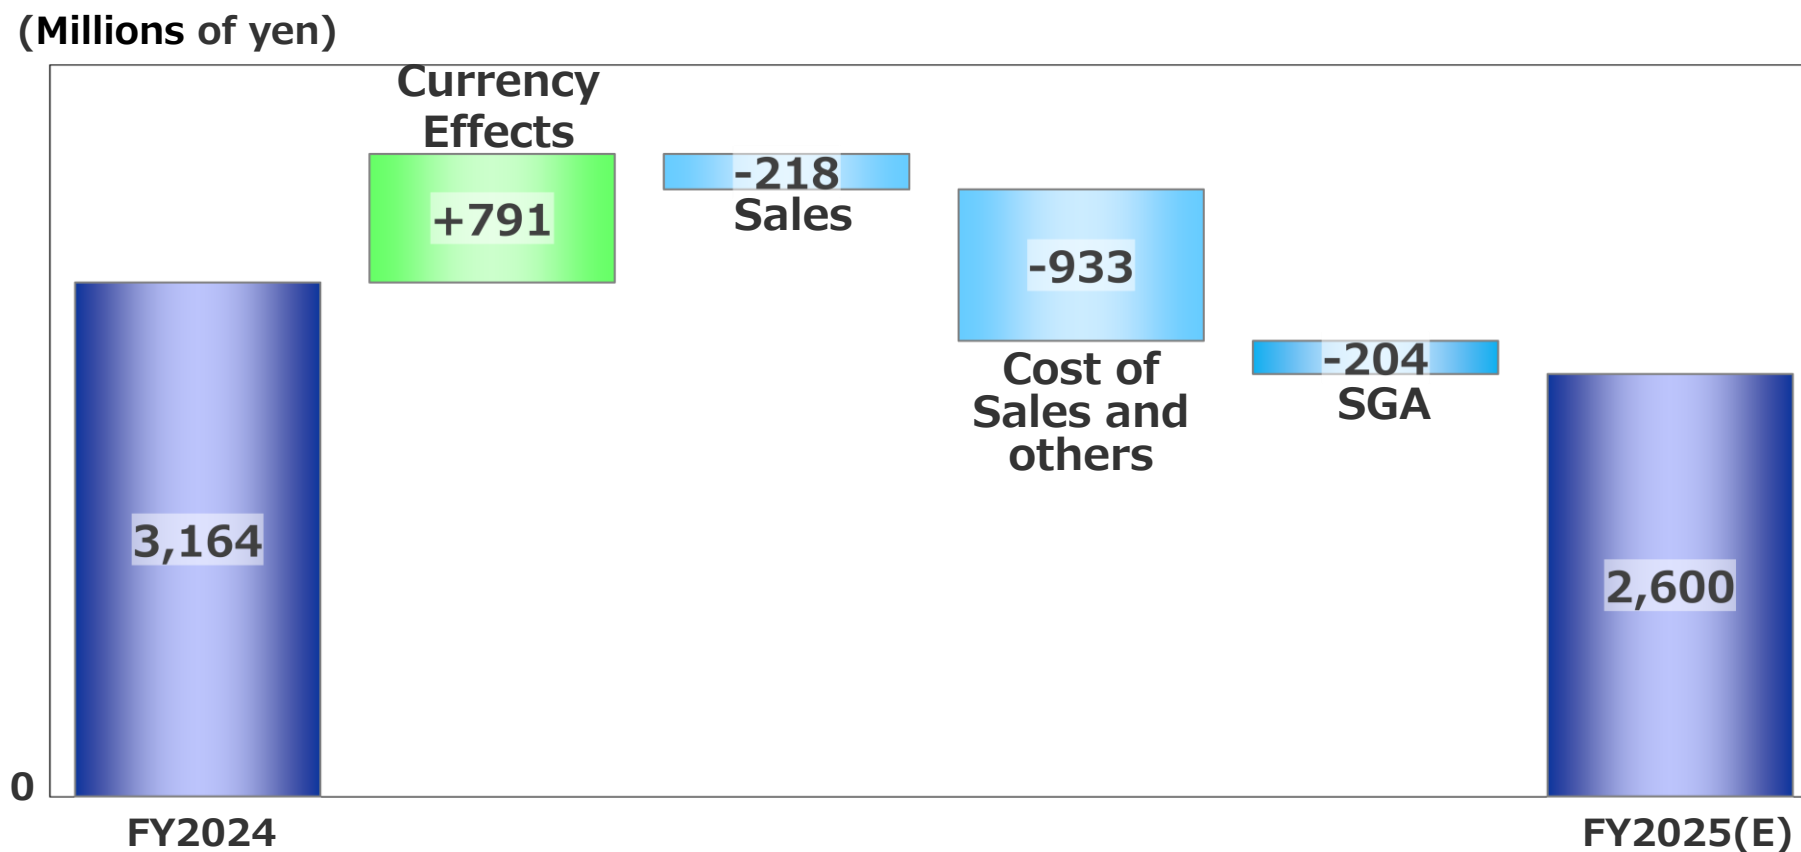 (Millions of yen)
Currency
Effects
+791
-218
Sales
-933
Cost of
Sales and
others
-204
SGA
3,164
2,600
0
FY2024
FY2025(E)